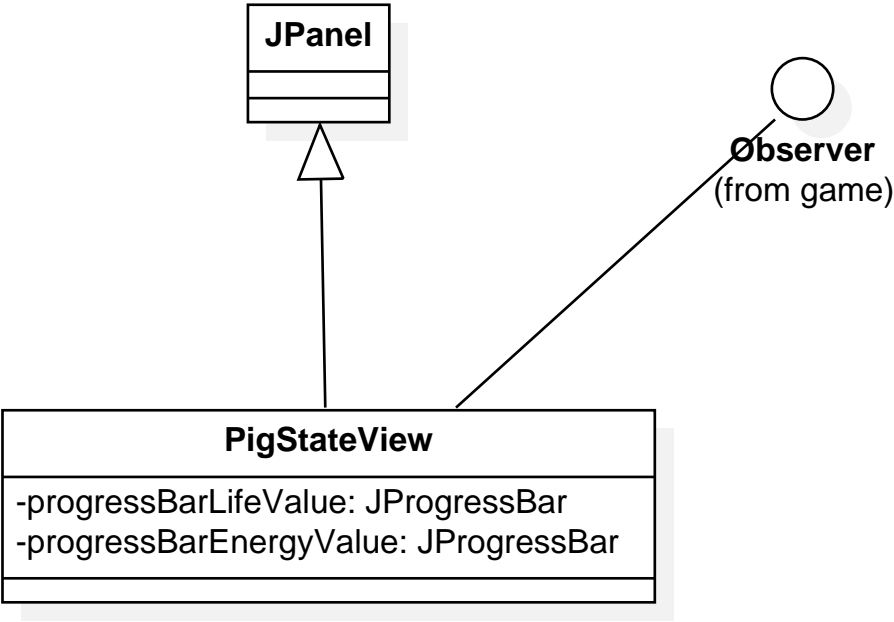 JPanel
Observer
(from game)
PigStateView
-progressBarLifeValue: JProgressBar
-progressBarEnergyValue: JProgressBar